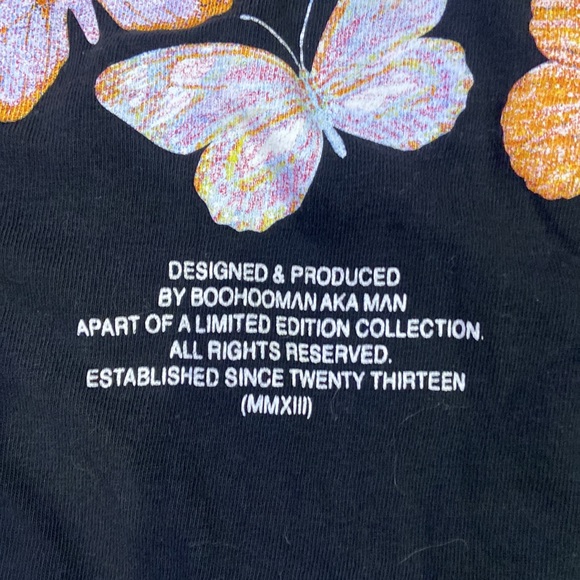 DESIGNED & PRODUCED
BY BOOHOOMAN AKA MAN
APART OF A LIMITED EDITION COLLECTION.
ALL RIGHTS RESERVED.
ESTABLISHED SINCE TWENTY THIRTEEN
(MMXIII)